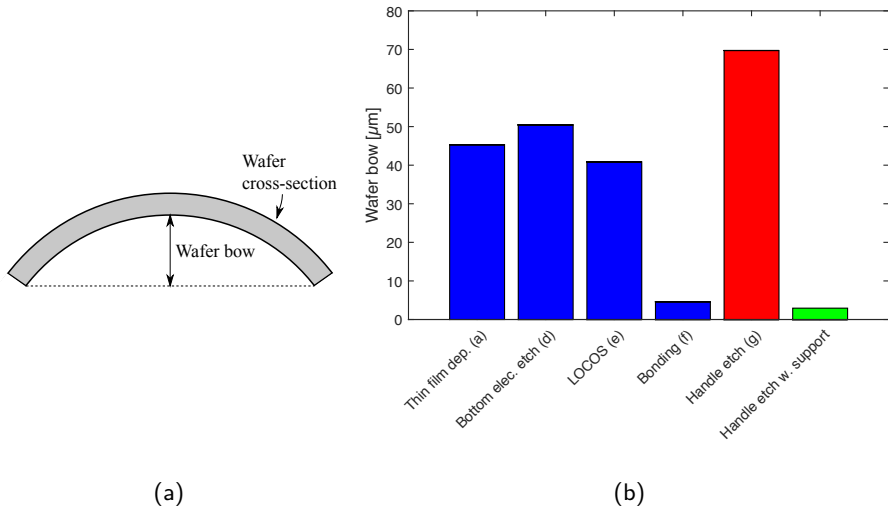 Wafer
cross-section
Wafer bow
(a)
Wafer bow [µm]
80
70
60
50
40
30
20
10
0
Thin film dep. (a)
Bottom elec. etch (d)
LOCOS (e)
Bonding (f)
Handle etch (g)
Handle etch w. support
(b)